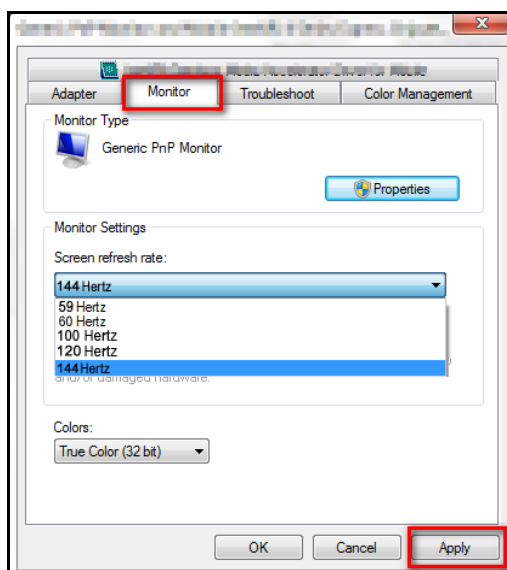 Adapter
Monitor
Troubleshoot
Color Management
Monitor Type
Generic PnP Monitor
Properties
Monitor Settings
Screen refresh rate:
144 Hertz
59 Hertz
60 Hertz
100 Hertz
120 Hertz
144 Hertz
and/or damaged hardware.
Colors:
True Color (32 bit)
OK
Cancel
Apply